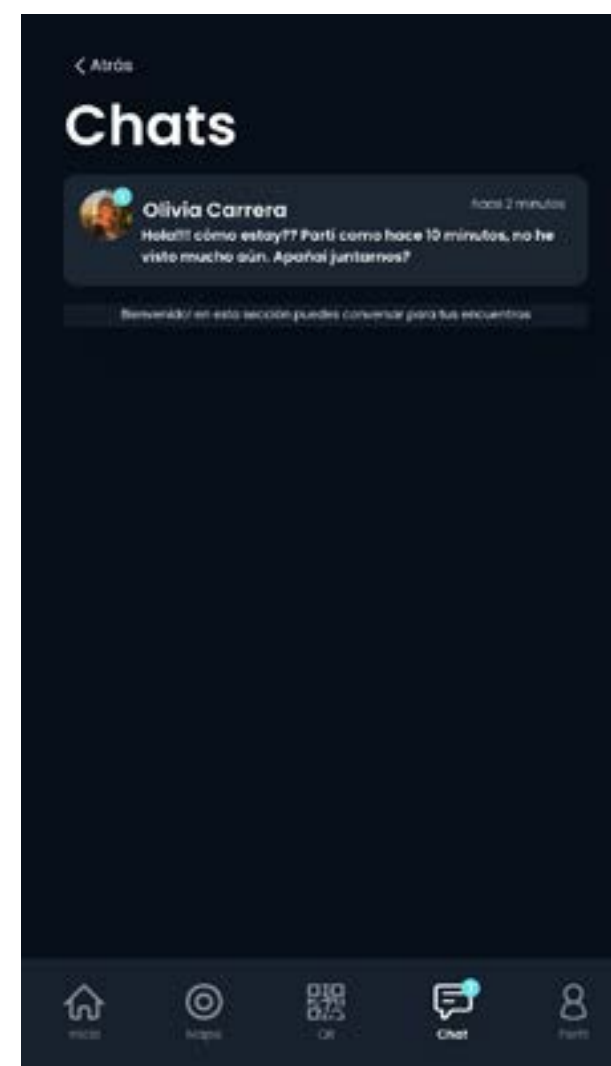 Atrás
Chats
Olivia Carrera
hace 2 minutos
Hola!!! cómo estay?? Partí como hace 10 minutos, no he
visto mucho aún. Apañai juntarnos?
en esta sección puedes conversar para tus encuentros
Inicio
Mapa
QR
Chat
Perfil